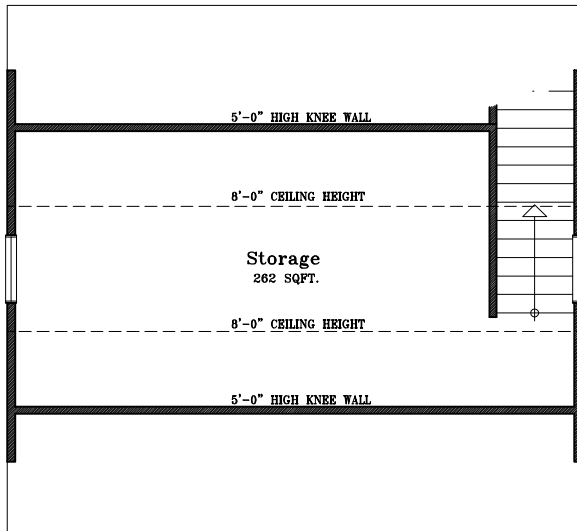 5'-0" HIGH KNEE WALL
8'-0" CEILING HEIGHT
Storage
262 SQFT.
8'-0" CEILING HEIGHT
5'-0" HIGH KNEE WALL